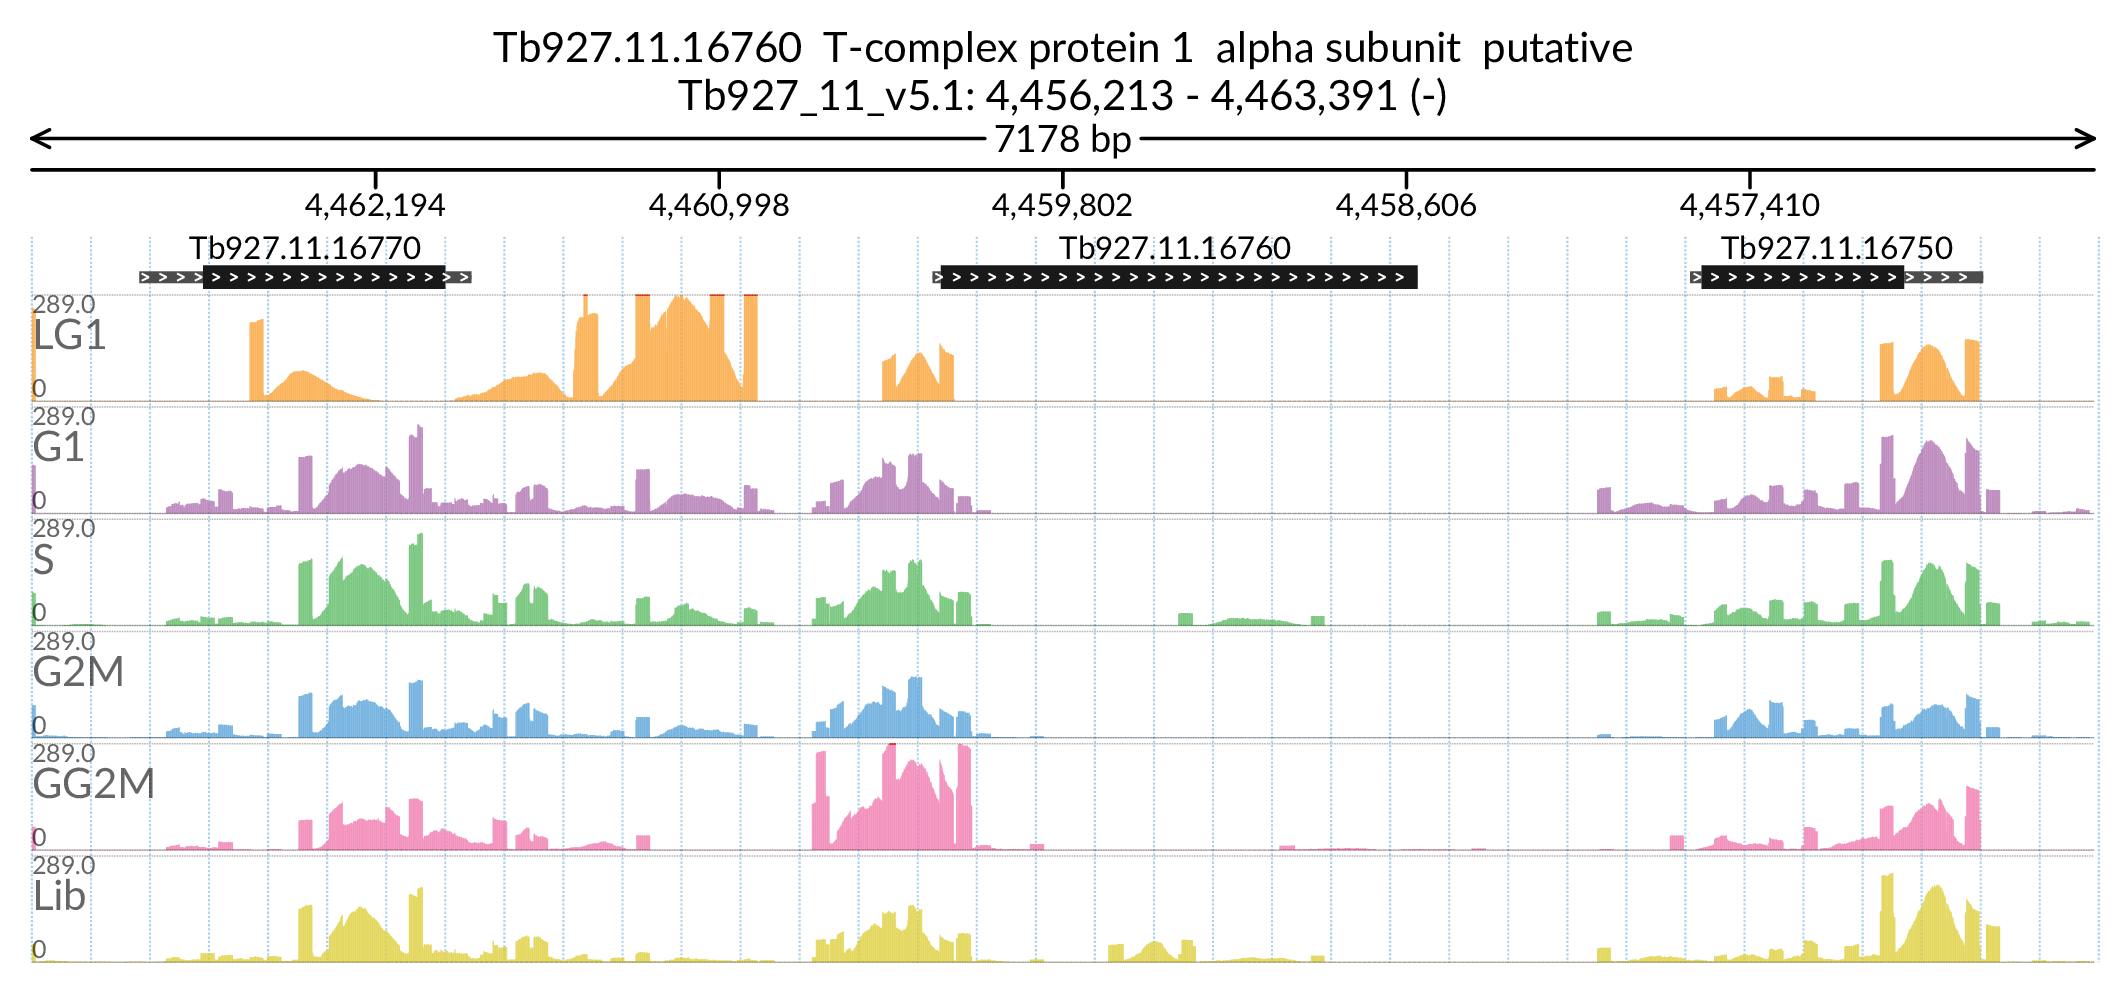 Tb927.11.16760 T-complex protein 1 alpha subunit putative
Tb927_11_v5.1: 4,456,213 - 4,463,391 (-)
7178 bp
4,462,194 4,460,998 4,459,802 4,458,606 4,457,410
Tb927.11.16770 Tb927.11.16760 Tb927.11.16750
289.0
LG1
0
289.0
G1
0
289.0
S
0
289.0
G2M
0
289.0
GG2M
0
289.0
Lib
0